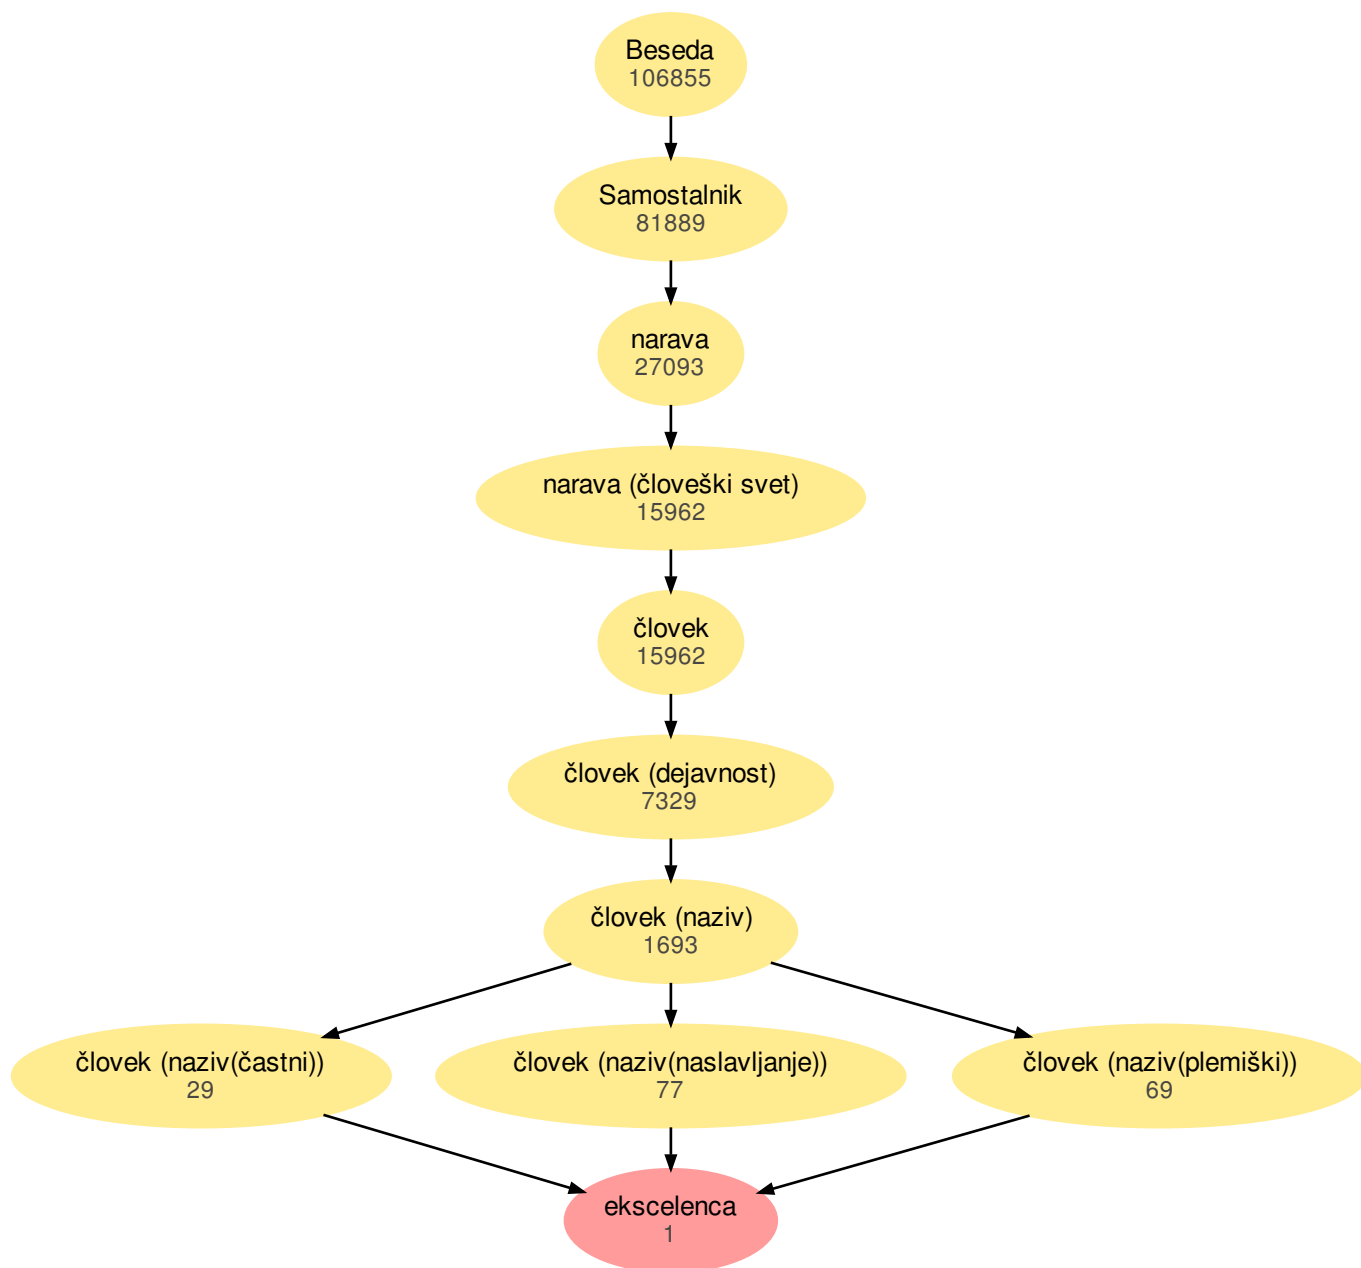 Beseda
106855
Samostalnik
81889
narava
27093
narava (človeški svet)
15962
človek
15962
človek (dejavnost)
7329
človek (naziv)
1693
človek (naziv(častni))
29
človek (naziv(naslavljanje))
77
človek (naziv(plemiški))
69
ekscelenca
1